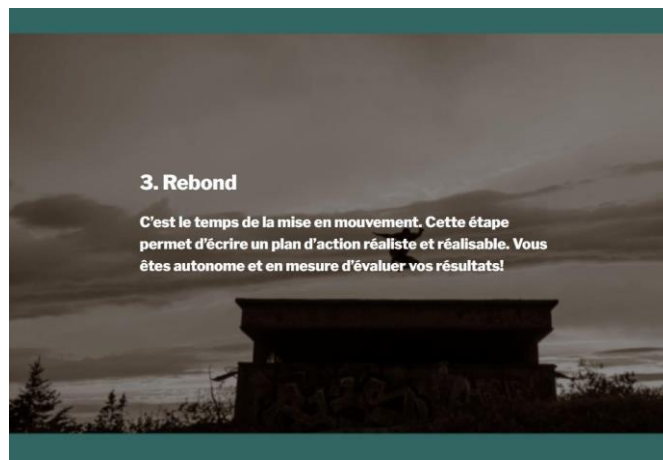 3. Rebond
C'est le temps de la mise en mouvement. Cette étape
permet d'écrire un plan d'action réaliste et réalisable. Vous
êtes autonome et en mesure d'évaluer vos résultats!